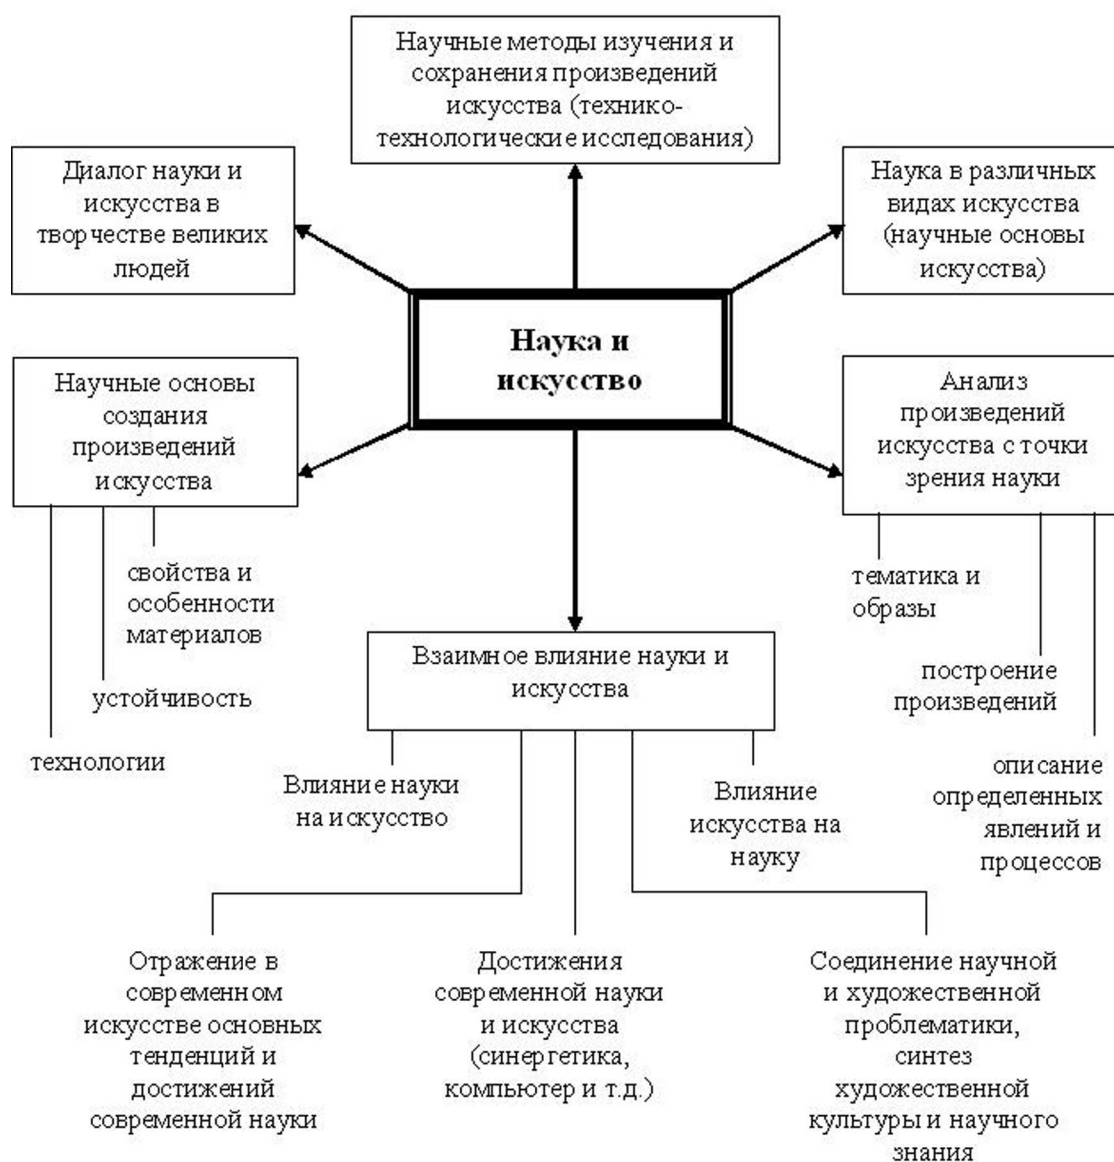 Научные методы изучения и
сохранения произведений
искусства (технико-
технологические исследования)
Диалог науки и
искусства в
творчестве великих
людей
Наука в различных
видах искусства
(научные основы
искусства)
Наука и
искусство
Научные основы
создания
произведений
искусства
Анализ
произведений
искусства с точки
зрения науки
свойства и
особенности
материалов
устойчивость
технологии
тематика и
образы
построение
произведений
описание
определенных
явлений и
процессов
Взаимное влияние науки и
искусства
Влияние науки
на искусство
Влияние
искусства на
науку
Отражение в
современном
искусстве основных
тенденций и
достижений
современной науки
Достижения
современной науки
и искусства
(синергетика,
компьютер и т.д.)
Соединение научной
и художественной
проблематики,
синтез
художественной
культуры и научного
знания